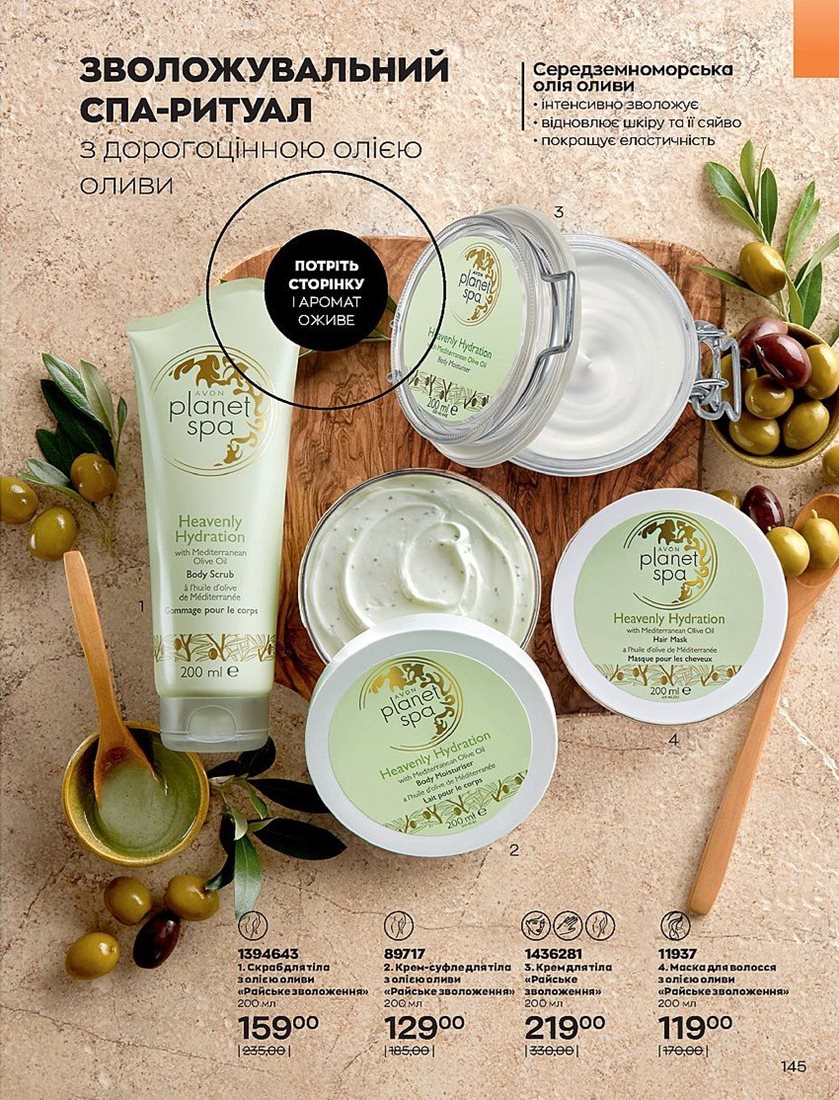 ЗВОЛОЖУВАЛЬНИЙ
СПА-РИТУАЛ
з дорогоцінною олією
оливи
Середземноморська
олія оливи
• інтенсивно зволожує
• відновлює шкіру та її сяйво
• покращує еластичність
ПОТРІТЬ
СТОРІНКУ
І АРОМАТ
ОЖИВЕ
3
AVON
planet
spa
Heavenly Hydration
with Mediterranean Olive Oil
Body Moisturiser
200 ml e
AVON
planet
spa
Heavenly
Hydration
with Mediterranean
Olive Oil
Body Scrub
à l'huile d'olive
de Méditerranée
Gommage pour le corps
200 ml e
1
AVON
planet
spa
Heavenly Hydration
with Mediterranean Olive Oil
Hair Mask
à l'huile d'olive de Méditerranée
Masque pour les cheveux
200 ml e
4
AVON
planet
spa
Heavenly Hydration
with Mediterranean Olive Oil
Body Moisturiser
à l'huile d'olive de Méditerranée
Lait pour le corps
200 ml e
2
1394643
1. Скраб для тіла
з олією оливи
«Райське зволоження»
200 мл
159⁰⁰
|235,00|
89717
2. Крем-суфле для тіла
з олією оливи
«Райське зволоження»
200 мл
129⁰⁰
|185,00|
1436281
3. Крем для тіла
«Райське
зволоження»
200 мл
219⁰⁰
|330,00|
11937
4. Маска для волосся
з олією оливи
«Райське зволоження»
200 мл
119⁰⁰
|170,00|
145